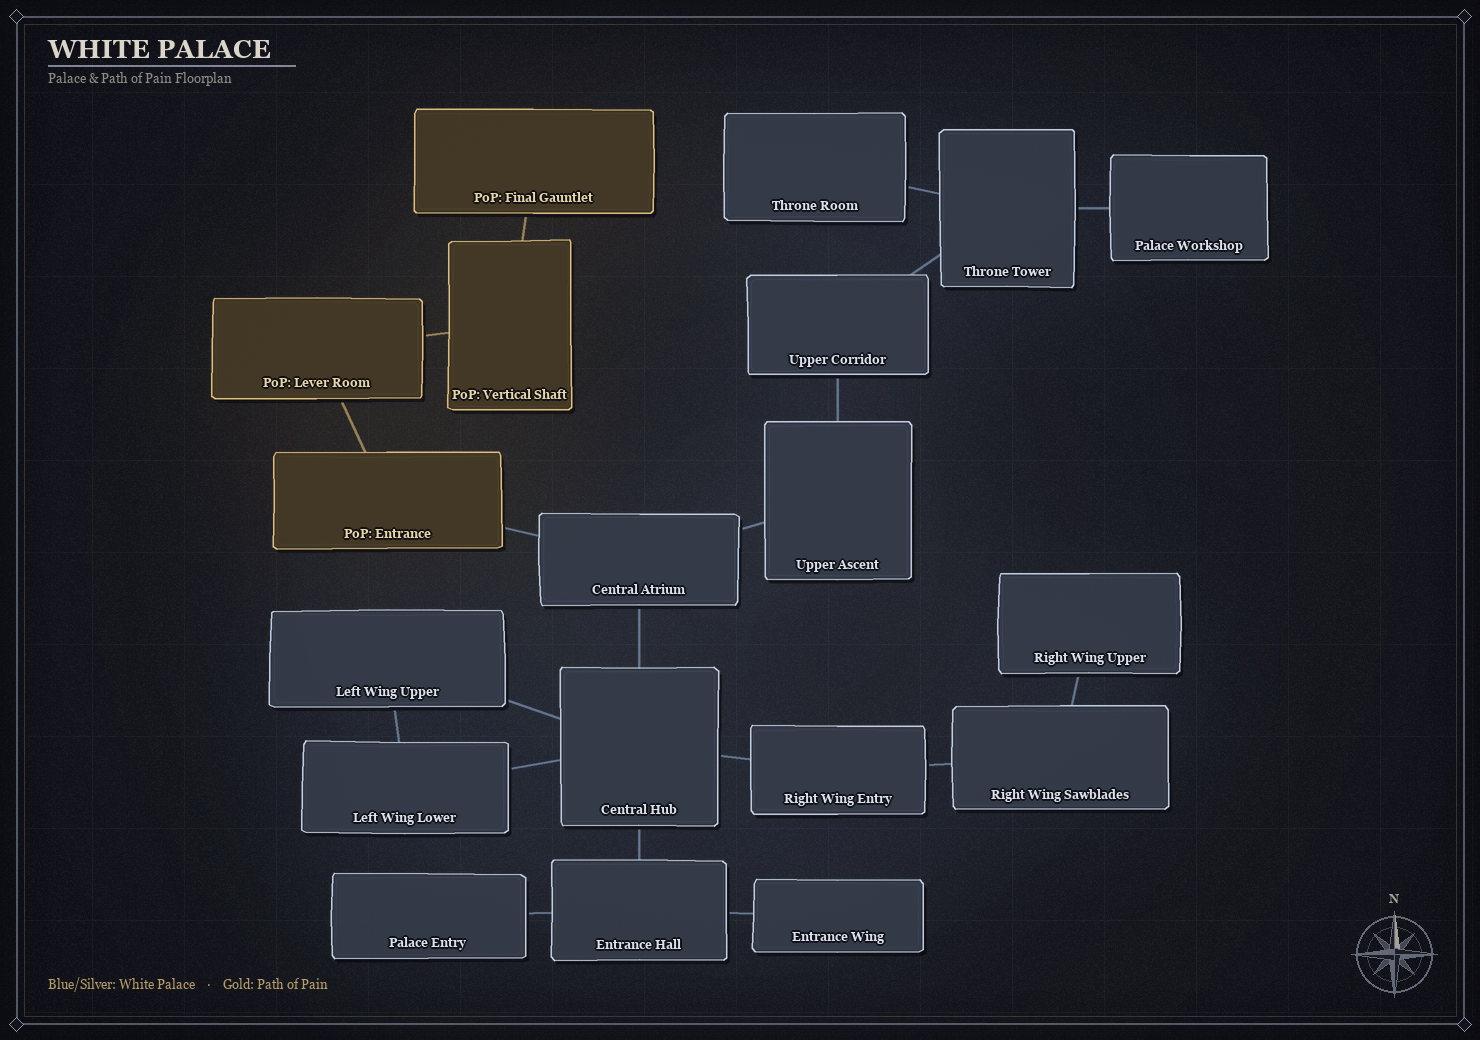 WHITE PALACE
Palace & Path of Pain Floorplan
PoP: Final Gauntlet
Throne Room
Palace Workshop
Throne Tower
Upper Corridor
PoP: Lever Room
PoP: Vertical Shaft
PoP: Entrance
Upper Ascent
Central Atrium
Right Wing Upper
Left Wing Upper
Right Wing Sawblades
Right Wing Entry
Central Hub
Left Wing Lower
N
Entrance Wing
Palace Entry
Entrance Hall
Blue/Silver: White Palace · Gold: Path of Pain